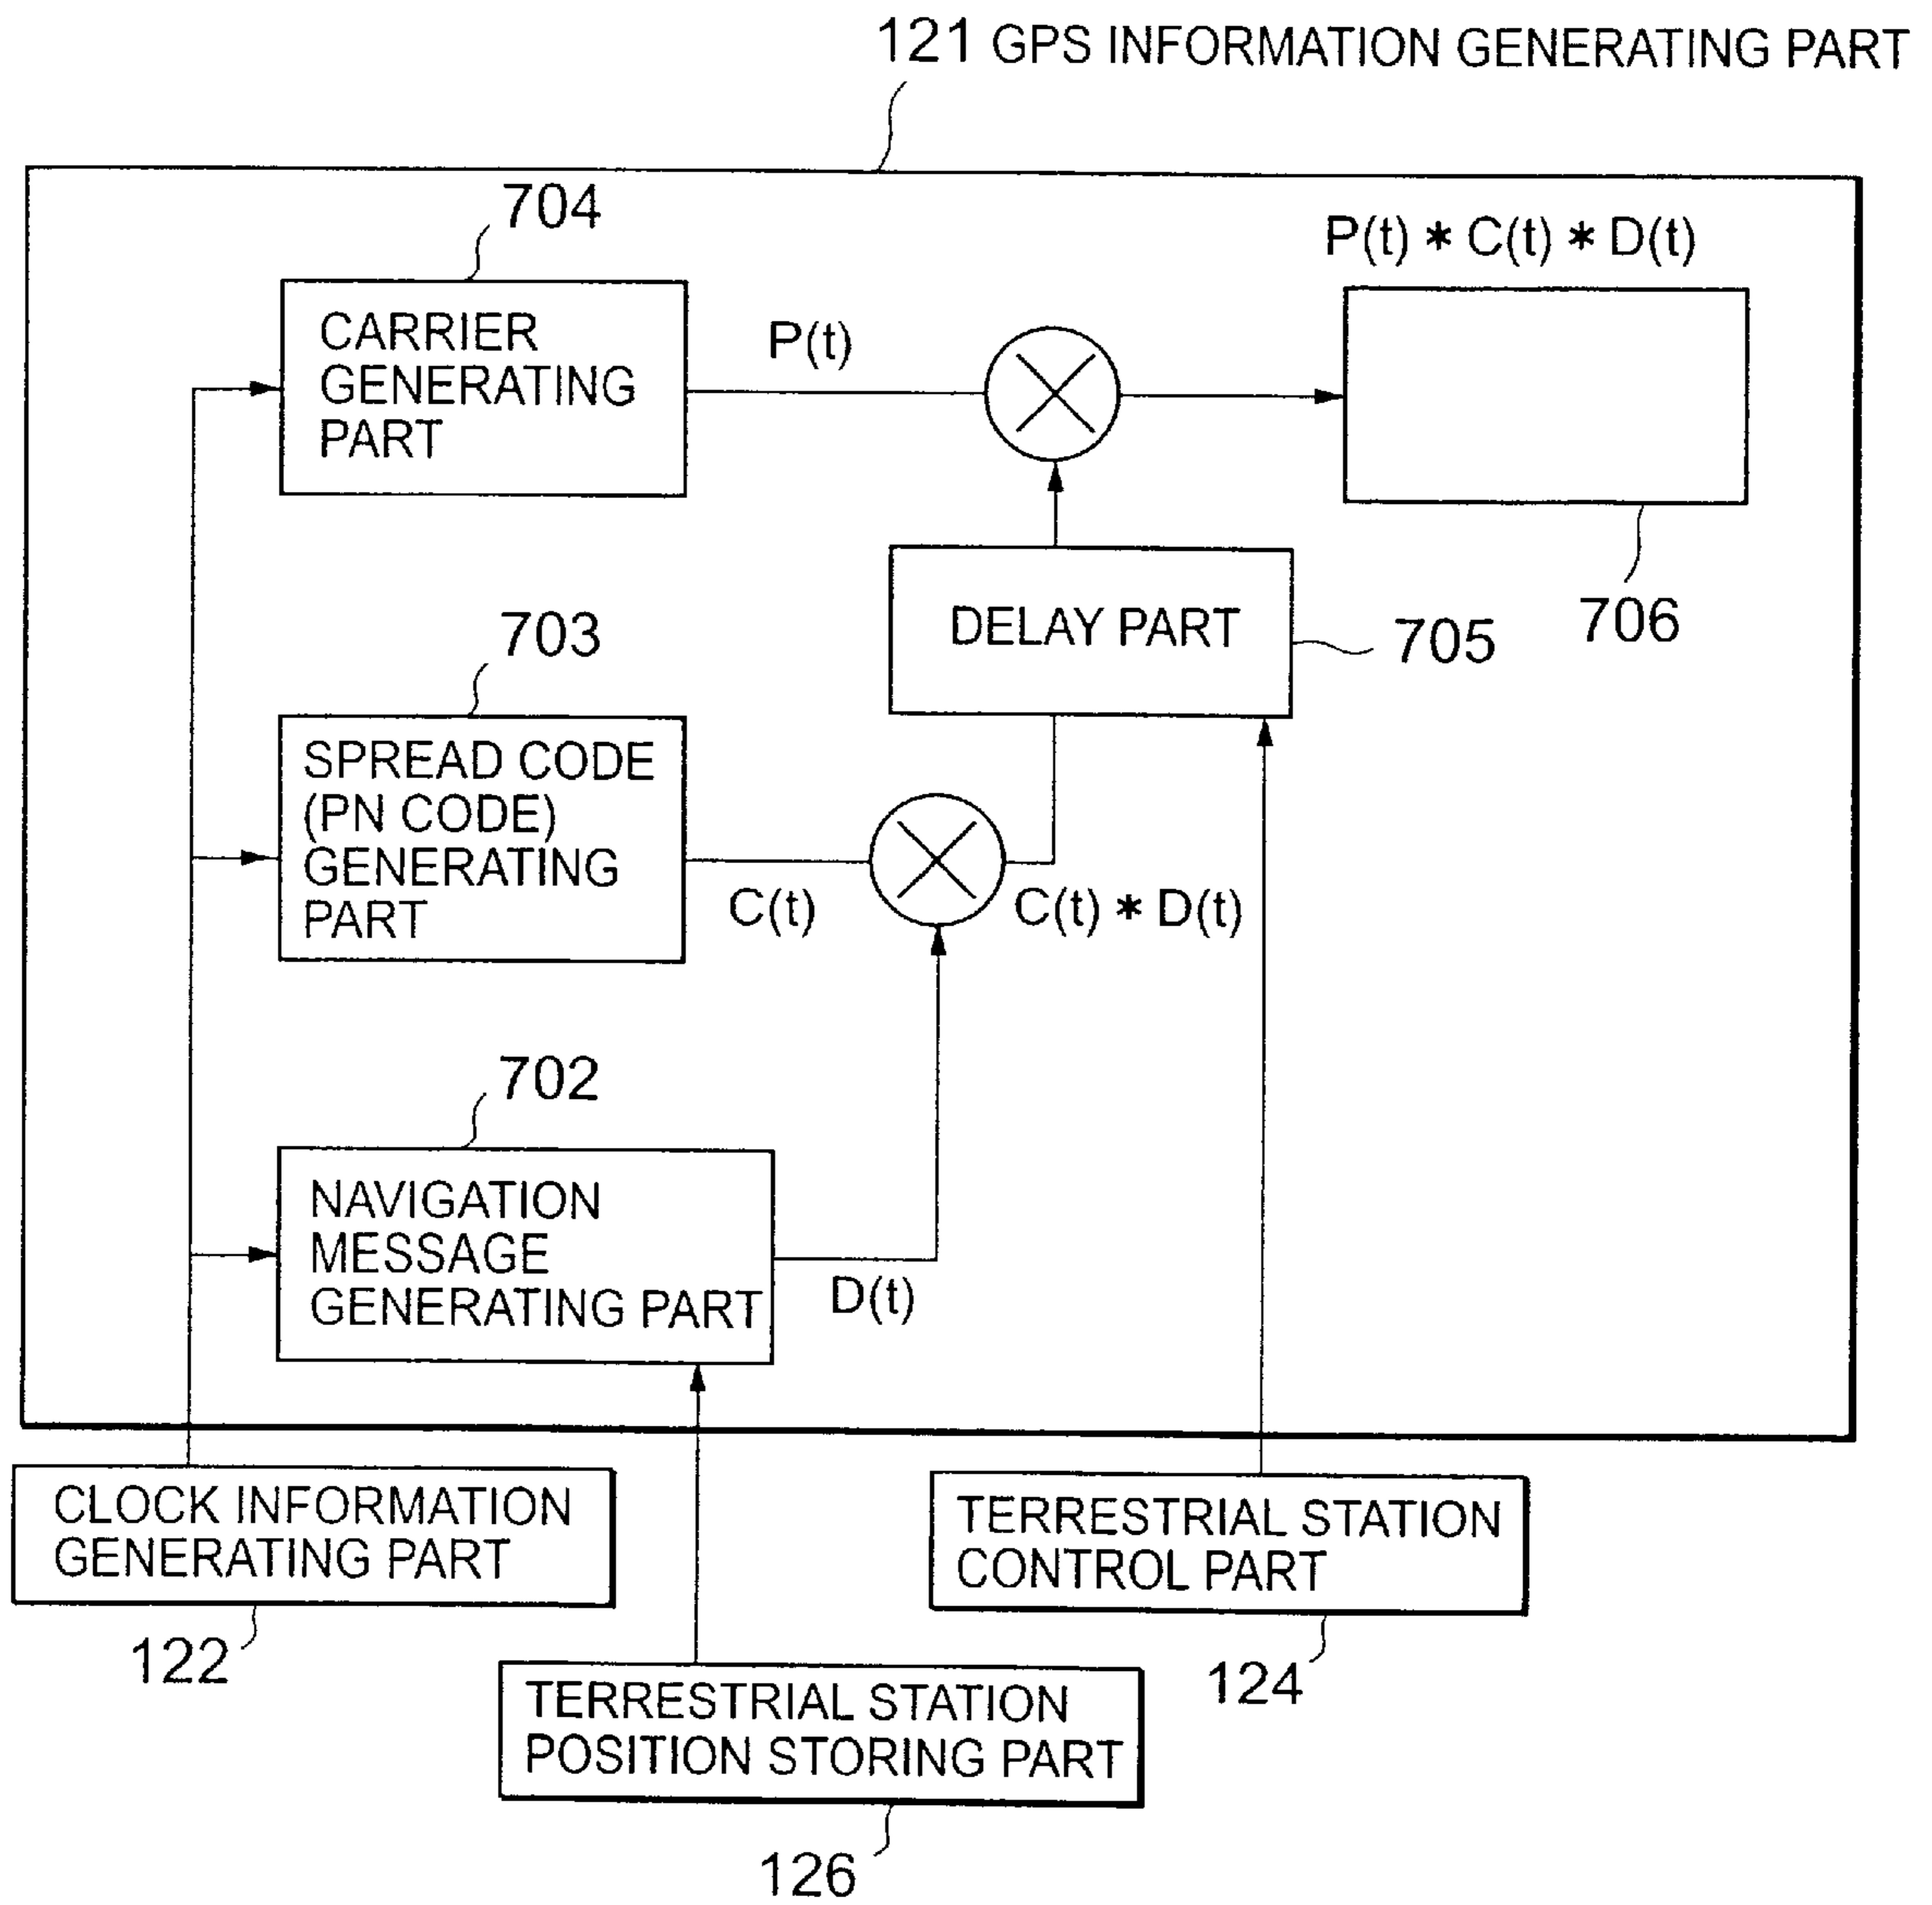 121 GPS INFORMATION GENERATING PART
704
P(t) * C(t) * D(t)
CARRIER
GENERATING
PART
P(t)
706
DELAY PART
705
703
SPREAD CODE
(PN CODE)
GENERATING
PART
C(t)
C(t) * D(t)
702
NAVIGATION
MESSAGE
GENERATING PART
D(t)
CLOCK INFORMATION
GENERATING PART
122
TERRESTRIAL STATION
CONTROL PART
124
TERRESTRIAL STATION
POSITION STORING PART
126